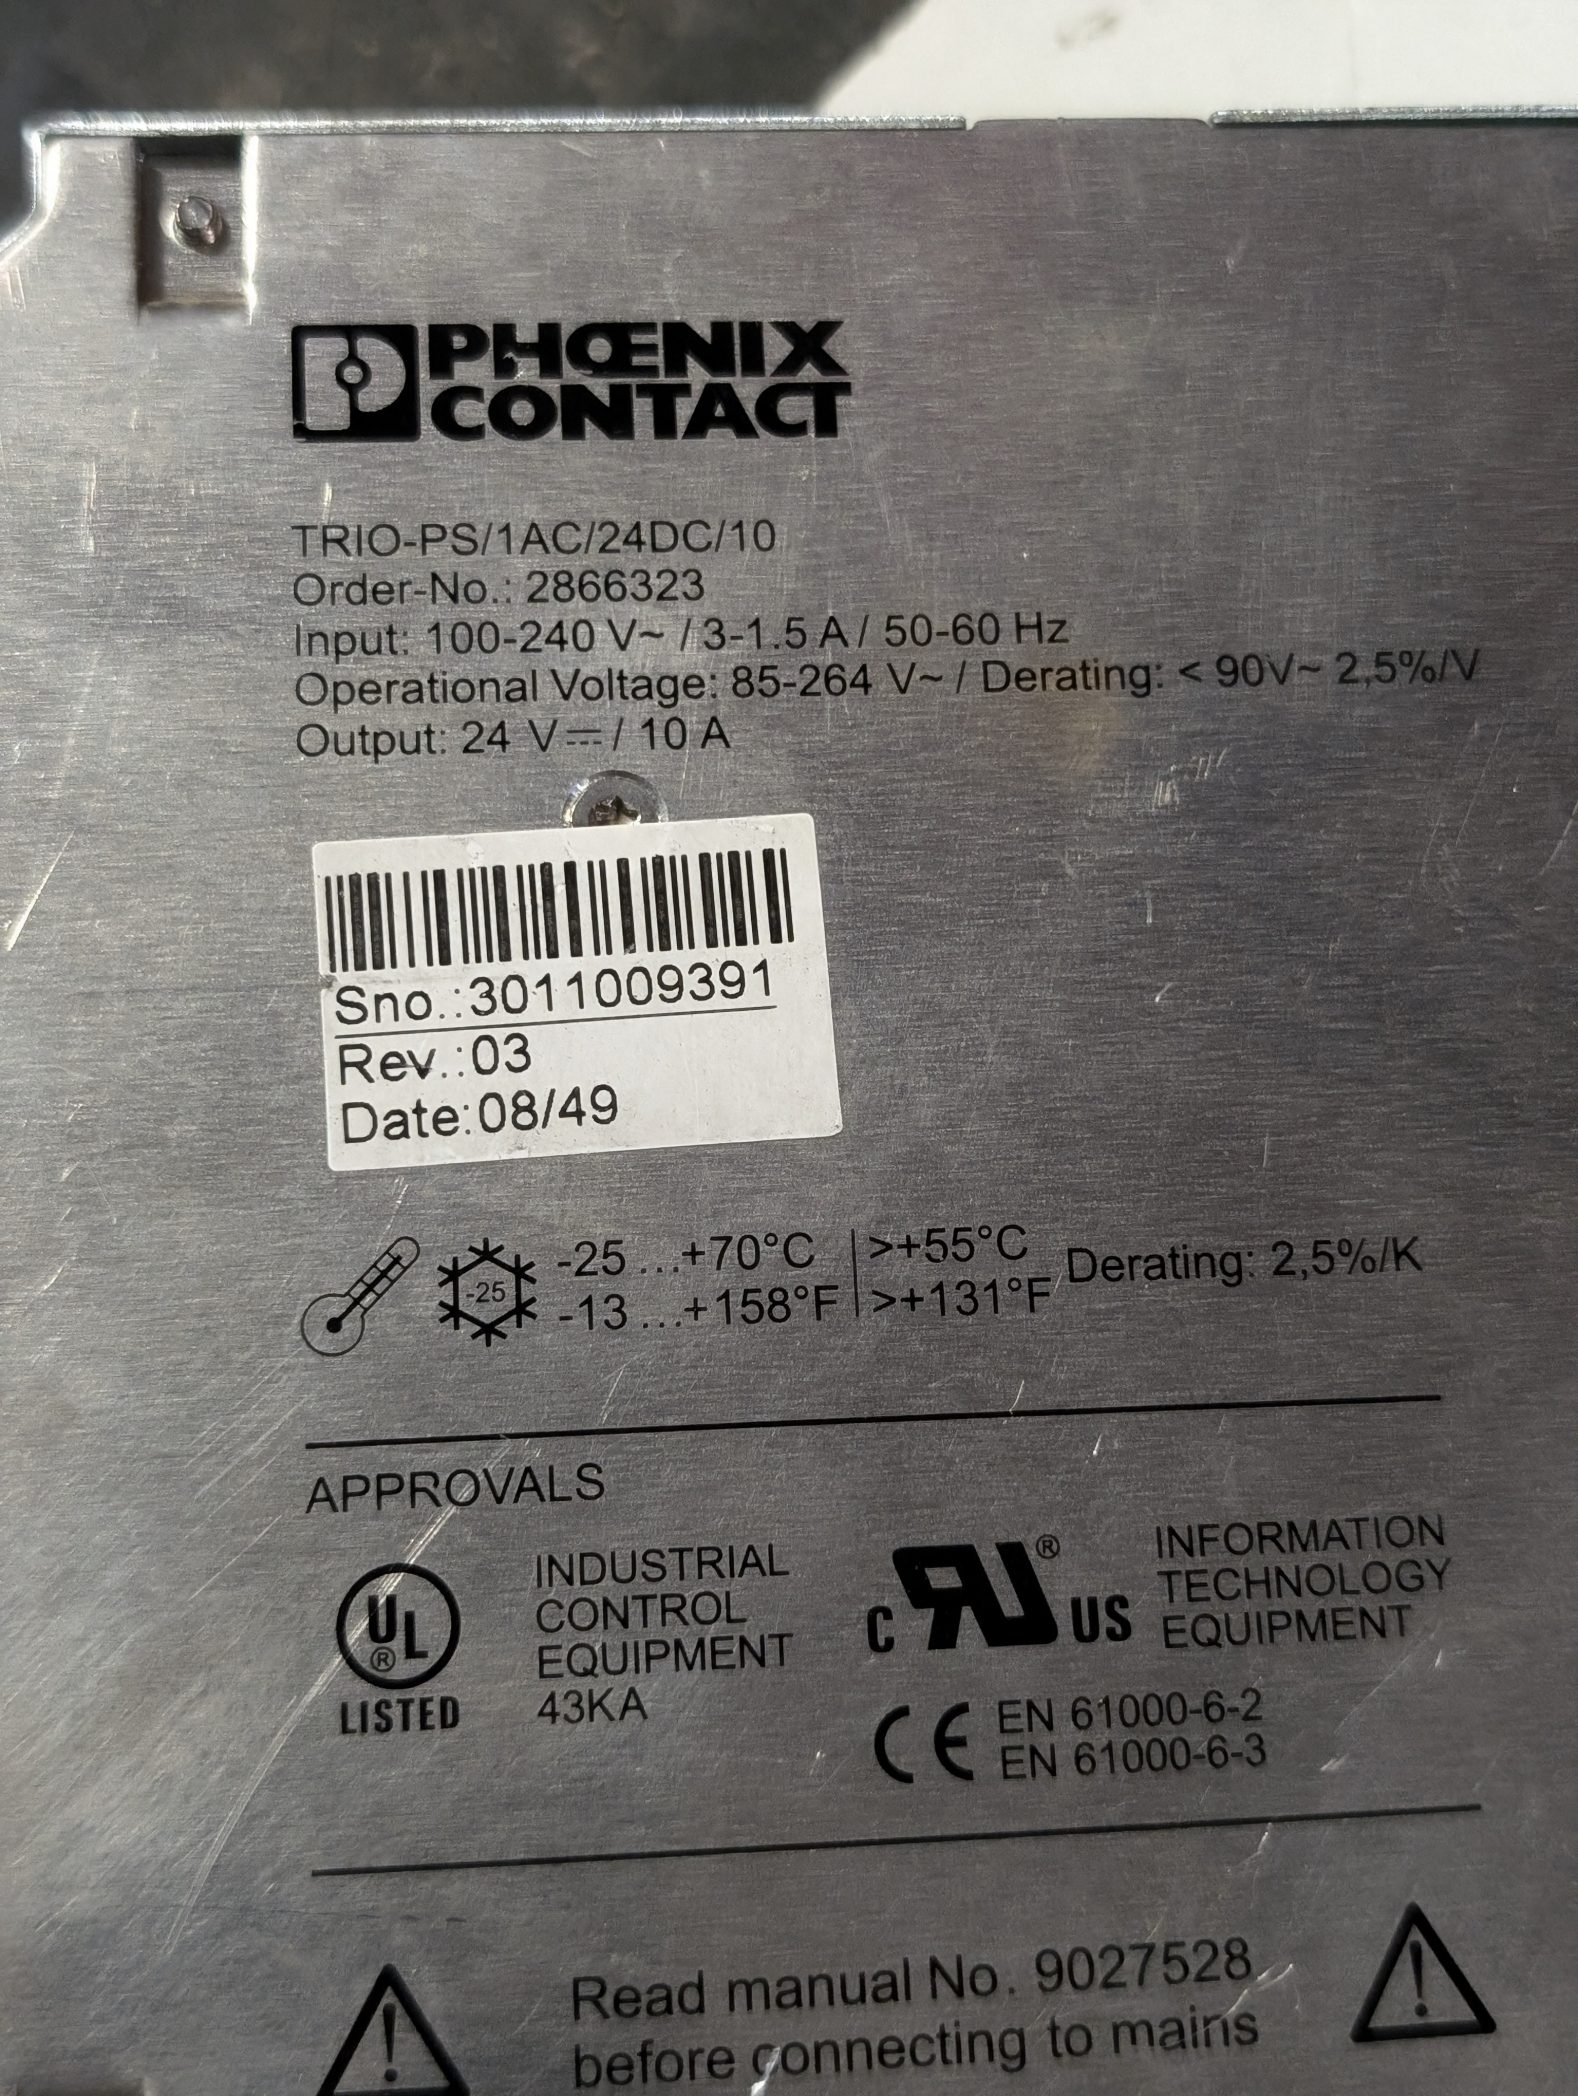 PHŒNIX
CONTACT
TRIO-PS/1AC/24DC/10
Order-No.: 2866323
Input: 100-240 V~ / 3-1.5 A / 50-60 Hz
Operational Voltage: 85-264 V~ / Derating: < 90V~ 2,5%/V
Output: 24 V⎓ / 10 A
Sno.:3011009391
Rev.:03
Date:08/49
-25
-25 ...+70°C | >+55°C Derating: 2,5%/K
-13 ...+158°F | >+131°F
APPROVALS
UL ®
LISTED
INDUSTRIAL
CONTROL
EQUIPMENT
43KA
c RU ® US
INFORMATION
TECHNOLOGY
EQUIPMENT
CE
EN 61000-6-2
EN 61000-6-3
! Read manual No. 9027528 !
before connecting to mains